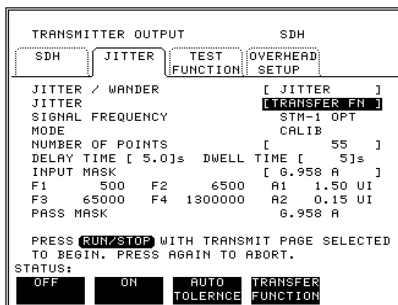 TRANSMITTER OUTPUT SDH
SDH JITTER TEST FUNCTION OVERHEAD SETUP
JITTER / WANDER [ JITTER ]
JITTER [TRANSFER FN ]
SIGNAL FREQUENCY STM-1 OPT
MODE CALIB
NUMBER OF POINTS [ 55 ]
DELAY TIME [ 5.0]s DWELL TIME [ 5]s
INPUT MASK [ G.958 A ]
F1 500 F2 6500 A1 1.50 UI
F3 65000 F4 1300000 A2 0.15 UI
PASS MASK G.958 A
PRESS RUN/STOP WITH TRANSMIT PAGE SELECTED
TO BEGIN. PRESS AGAIN TO ABORT.
STATUS:
OFF ON AUTO TOLERNCE TRANSFER FUNCTION